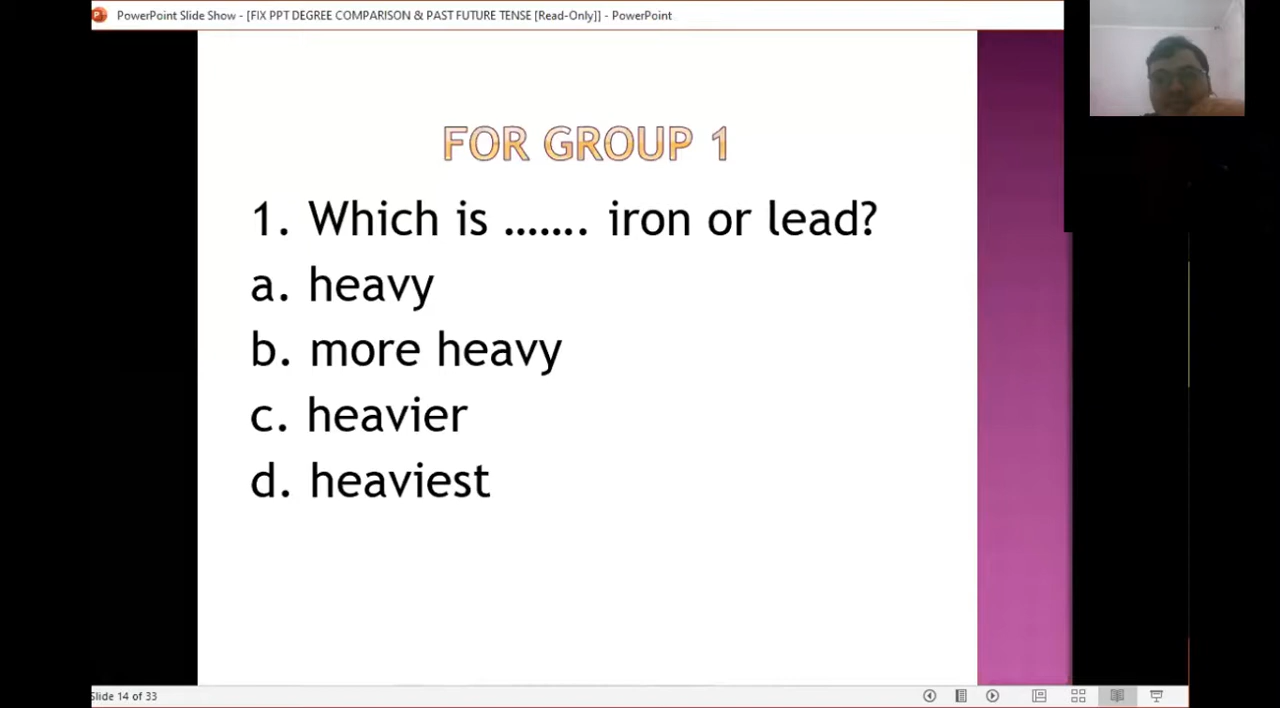 PowerPoint Slide Show - [FIX PPT DEGREE COMPARISON & PAST FUTURE TENSE [Read-Only]] - PowerPoint
FOR GROUP 1
1. Which is ....... iron or lead?
a. heavy
b. more heavy
c. heavier
d. heaviest
Slide 14 of 33